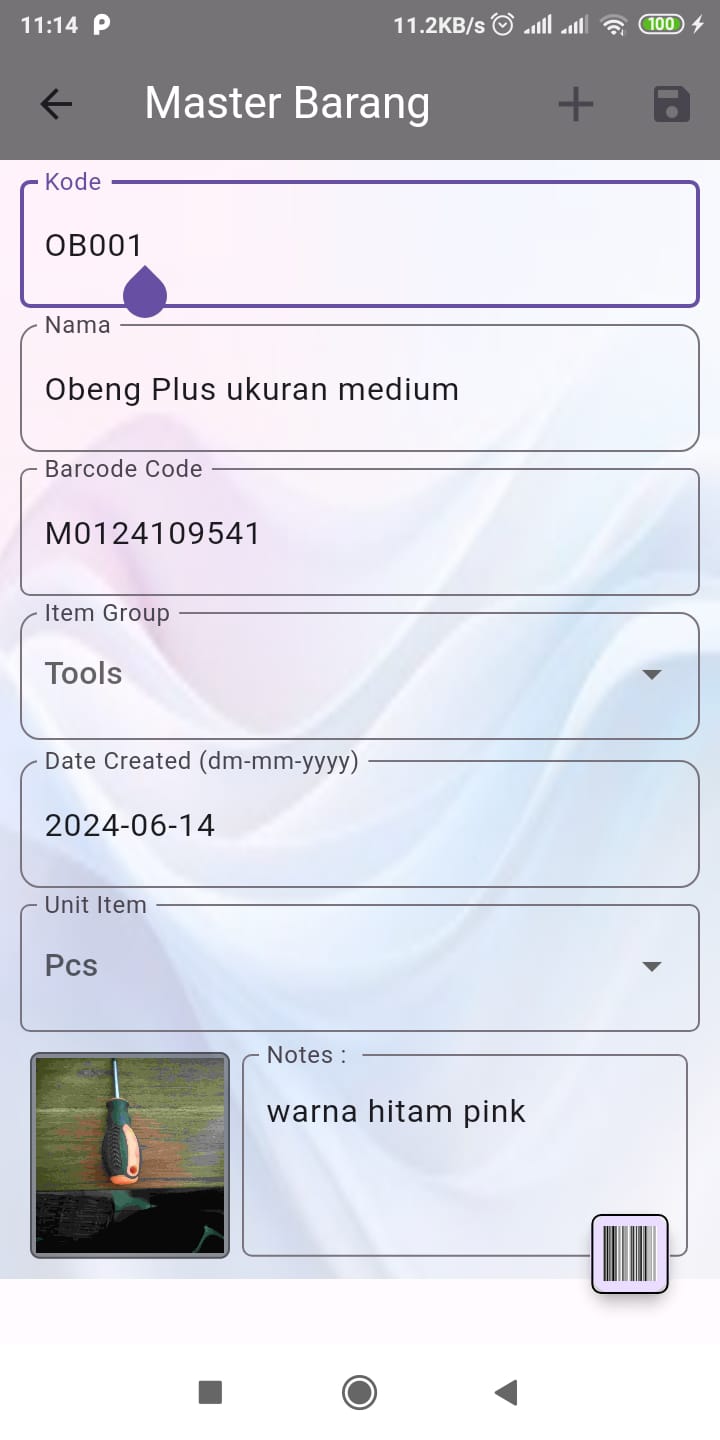 11:14
11.2KB/s
100
Master Barang
Kode
OB001
Nama
Obeng Plus ukuran medium
Barcode Code
M0124109541
Item Group
Tools
Date Created (dm-mm-yyyy)
2024-06-14
Unit Item
Pcs
Notes :
warna hitam pink